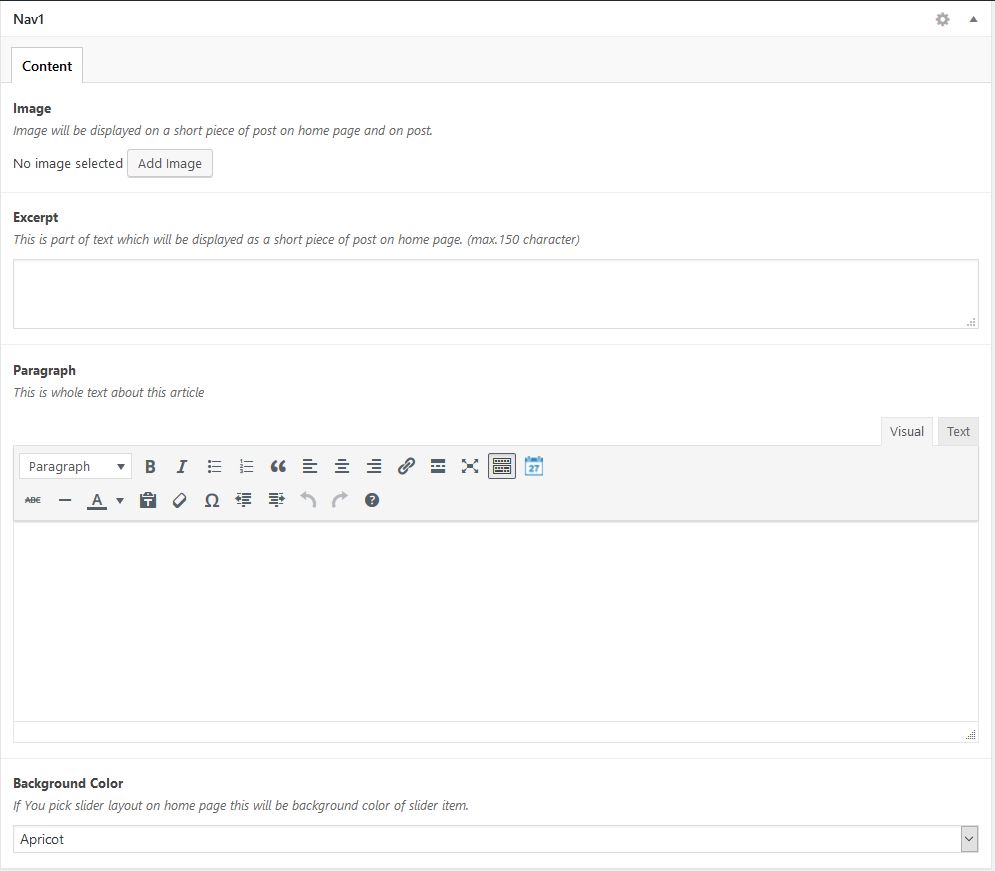 Nav1
Content
Image
Image will be displayed on a short piece of post on home page and on post.
No image selected Add Image
Excerpt
This is part of text which will be displayed as a short piece of post on home page. (max.150 character)
Paragraph
This is whole text about this article
Visual Text
Paragraph B I 27
ABC A T Ω ?
Background Color
If You pick slider layout on home page this will be background color of slider item.
Apricot